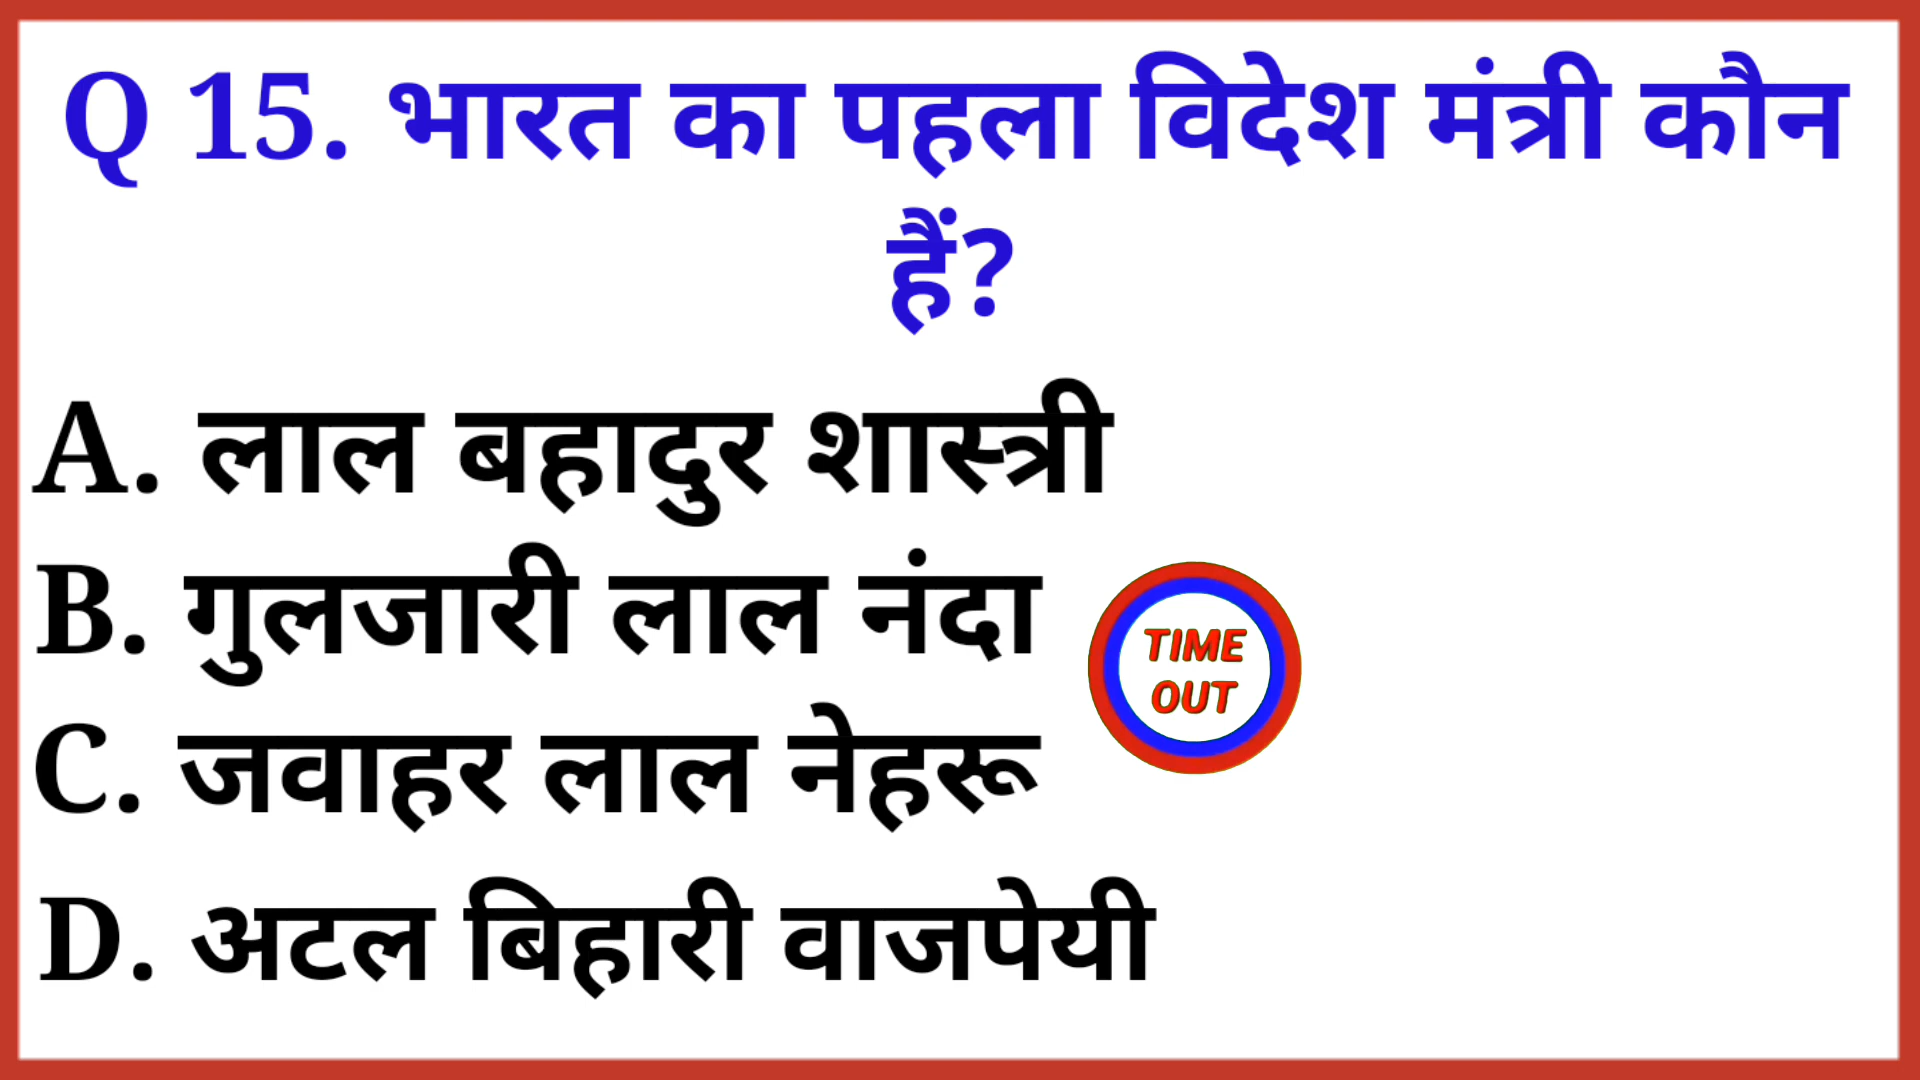 Q 15. भारत का पहला विदेश मंत्री कौन
हैं?
A. लाल बहादुर शास्त्री
B. गुलजारी लाल नंदा
TIME
OUT
C. जवाहर लाल नेहरू
D. अटल बिहारी वाजपेयी